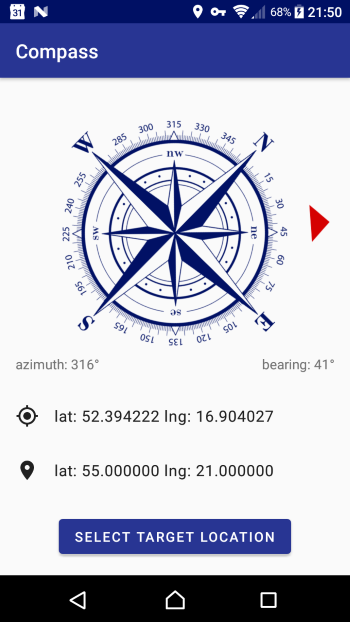 31 N 68% 21:50
Compass
W 285 300 315 330 345 N
nw
255 15
240 30
225 sw ne 45
210 60
195 75
se
S 165 150 135 120 105 E
azimuth: 316° bearing: 41°
lat: 52.394222 lng: 16.904027
lat: 55.000000 lng: 21.000000
SELECT TARGET LOCATION